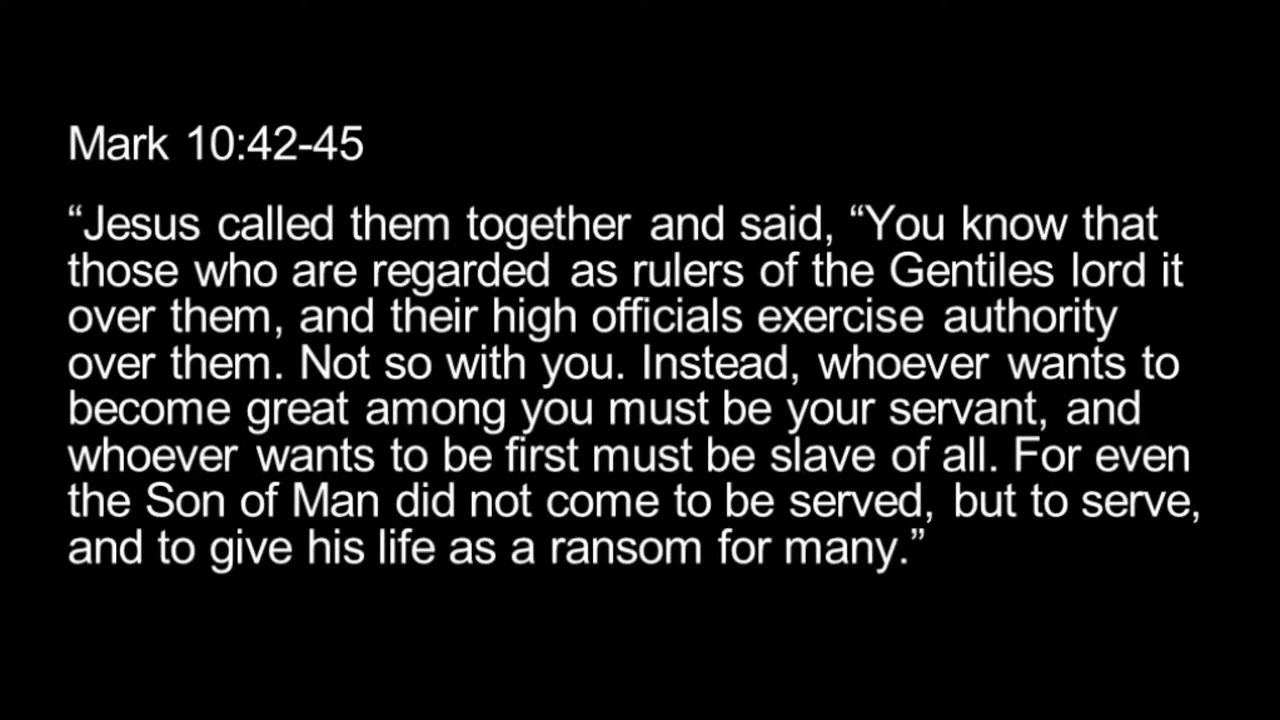 Mark 10:42-45
“Jesus called them together and said, “You know that
those who are regarded as rulers of the Gentiles lord it
over them, and their high officials exercise authority
over them. Not so with you. Instead, whoever wants to
become great among you must be your servant, and
whoever wants to be first must be slave of all. For even
the Son of Man did not come to be served, but to serve,
and to give his life as a ransom for many.”